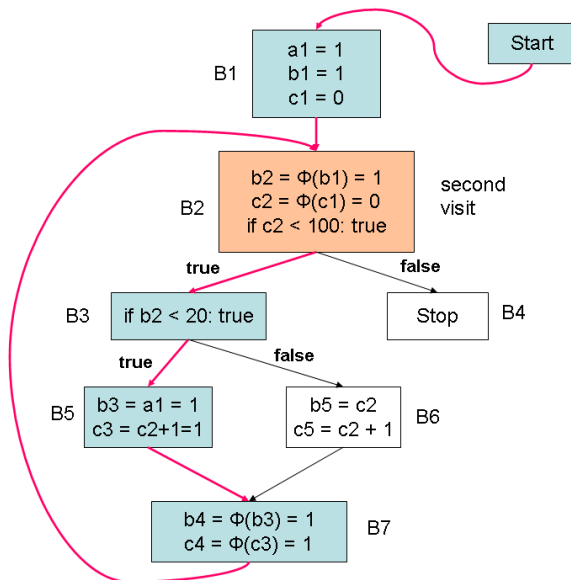 Start
B1
a1 = 1
b1 = 1
c1 = 0
B2
b2 = Φ(b1) = 1
c2 = Φ(c1) = 0
if c2 < 100: true
second
visit
true
false
B3
if b2 < 20: true
Stop
B4
true
false
B5
b3 = a1 = 1
c3 = c2+1=1
b5 = c2
c5 = c2 + 1
B6
b4 = Φ(b3) = 1
c4 = Φ(c3) = 1
B7